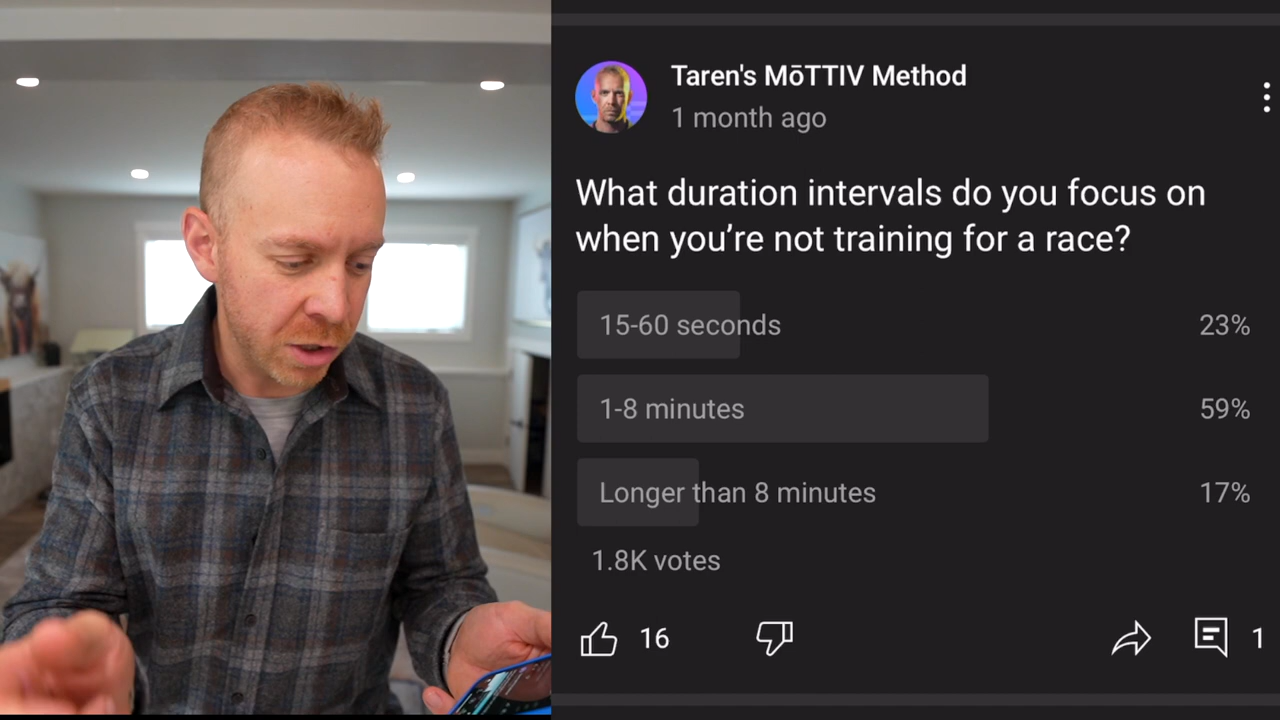 Taren's MōTTIV Method
1 month ago
What duration intervals do you focus on
when you’re not training for a race?
15-60 seconds 23%
1-8 minutes 59%
Longer than 8 minutes 17%
1.8K votes
16 1